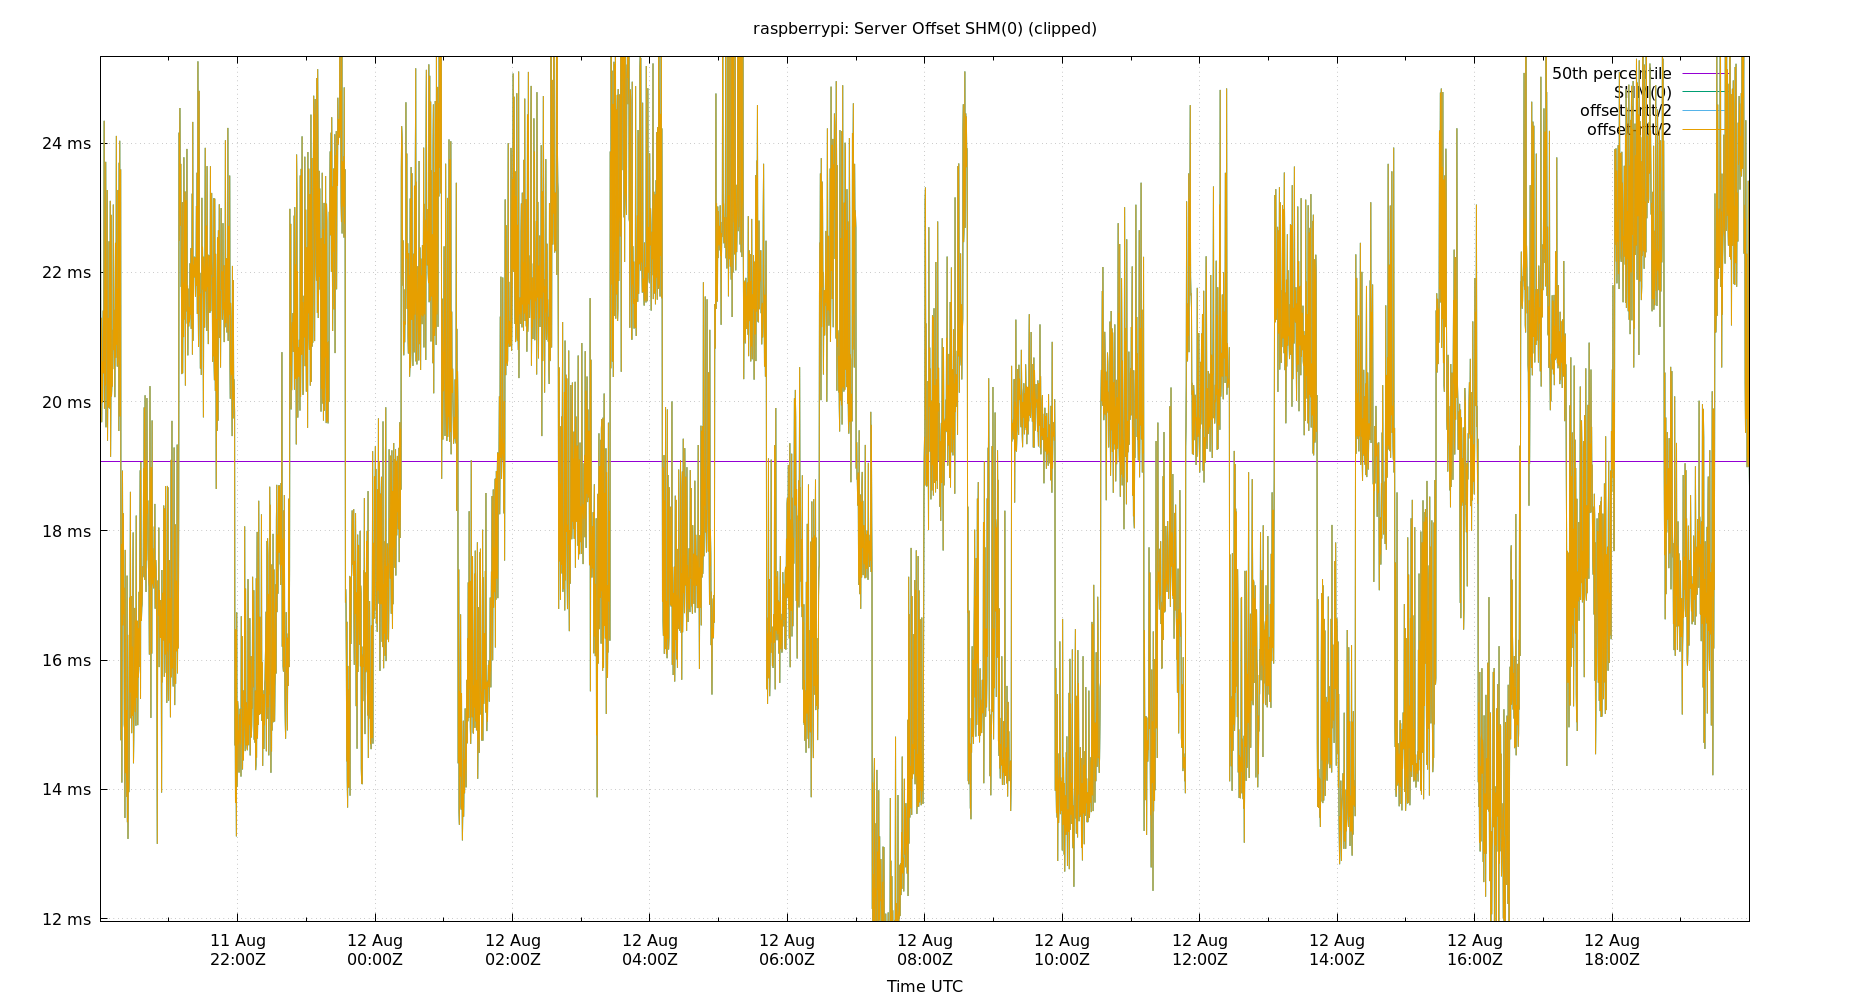 raspberrypi: Server Offset SHM(0) (clipped)
50th percentile
SHM(0)
offset+rtt/2
offset-rtt/2
24 ms
22 ms
20 ms
18 ms
16 ms
14 ms
12 ms
11 Aug 12 Aug 12 Aug 12 Aug 12 Aug 12 Aug 12 Aug 12 Aug 12 Aug 12 Aug 12 Aug
22:00Z 00:00Z 02:00Z 04:00Z 06:00Z 08:00Z 10:00Z 12:00Z 14:00Z 16:00Z 18:00Z
Time UTC